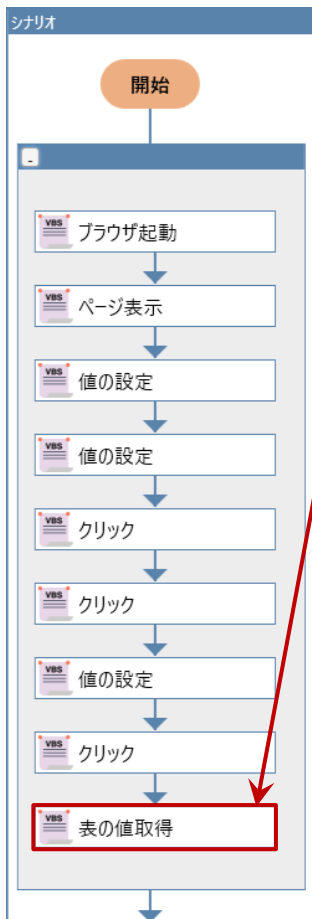 シナリオ
開始
-
VBS ブラウザ起動
VBS ページ表示
VBS 値の設定
VBS 値の設定
VBS クリック
VBS クリック
VBS 値の設定
VBS クリック
VBS 表の値取得